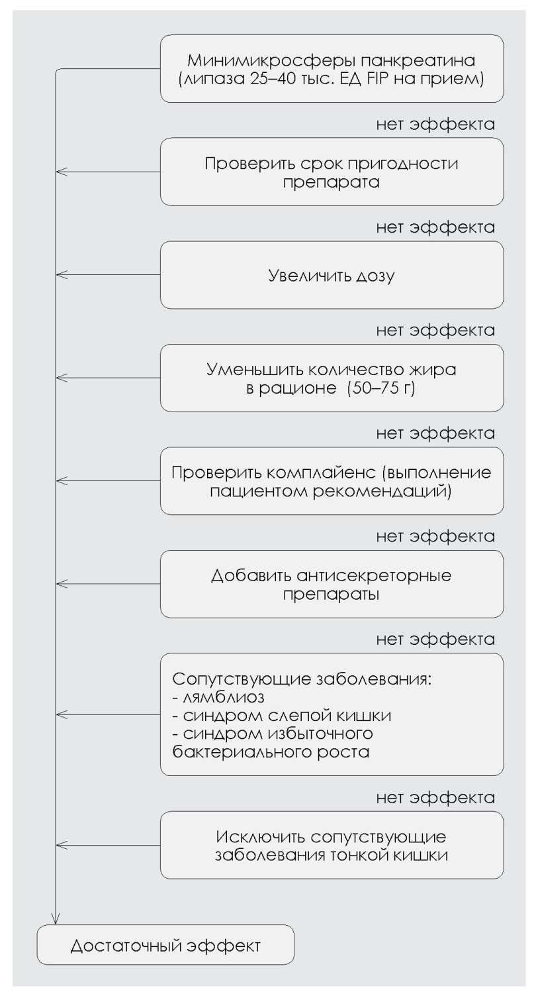 Минимикросферы панкреатина
(липаза 25–40 тыс. ЕД FIP на прием)
нет эффекта
Проверить срок пригодности
препарата
нет эффекта
Увеличить дозу
нет эффекта
Уменьшить количество жира
в рационе (50–75 г)
нет эффекта
Проверить комплайенс (выполнение
пациентом рекомендаций)
нет эффекта
Добавить антисекреторные
препараты
нет эффекта
Сопутствующие заболевания:
- лямблиоз
- синдром слепой кишки
- синдром избыточного
бактериального роста
нет эффекта
Исключить сопутствующие
заболевания тонкой кишки
Достаточный эффект